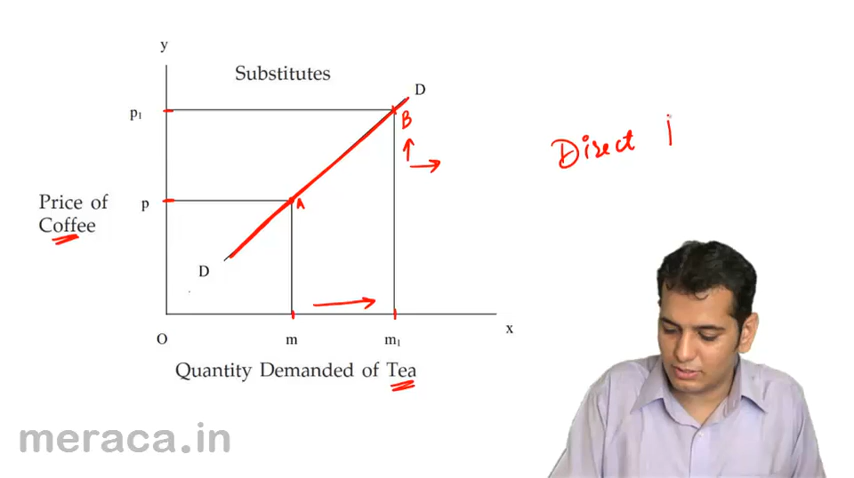 y
Substitutes
D
p₁
B
Direct
Price of
Coffee
p
A
D
O
m
m₁
x
Quantity Demanded of Tea
meraca.in